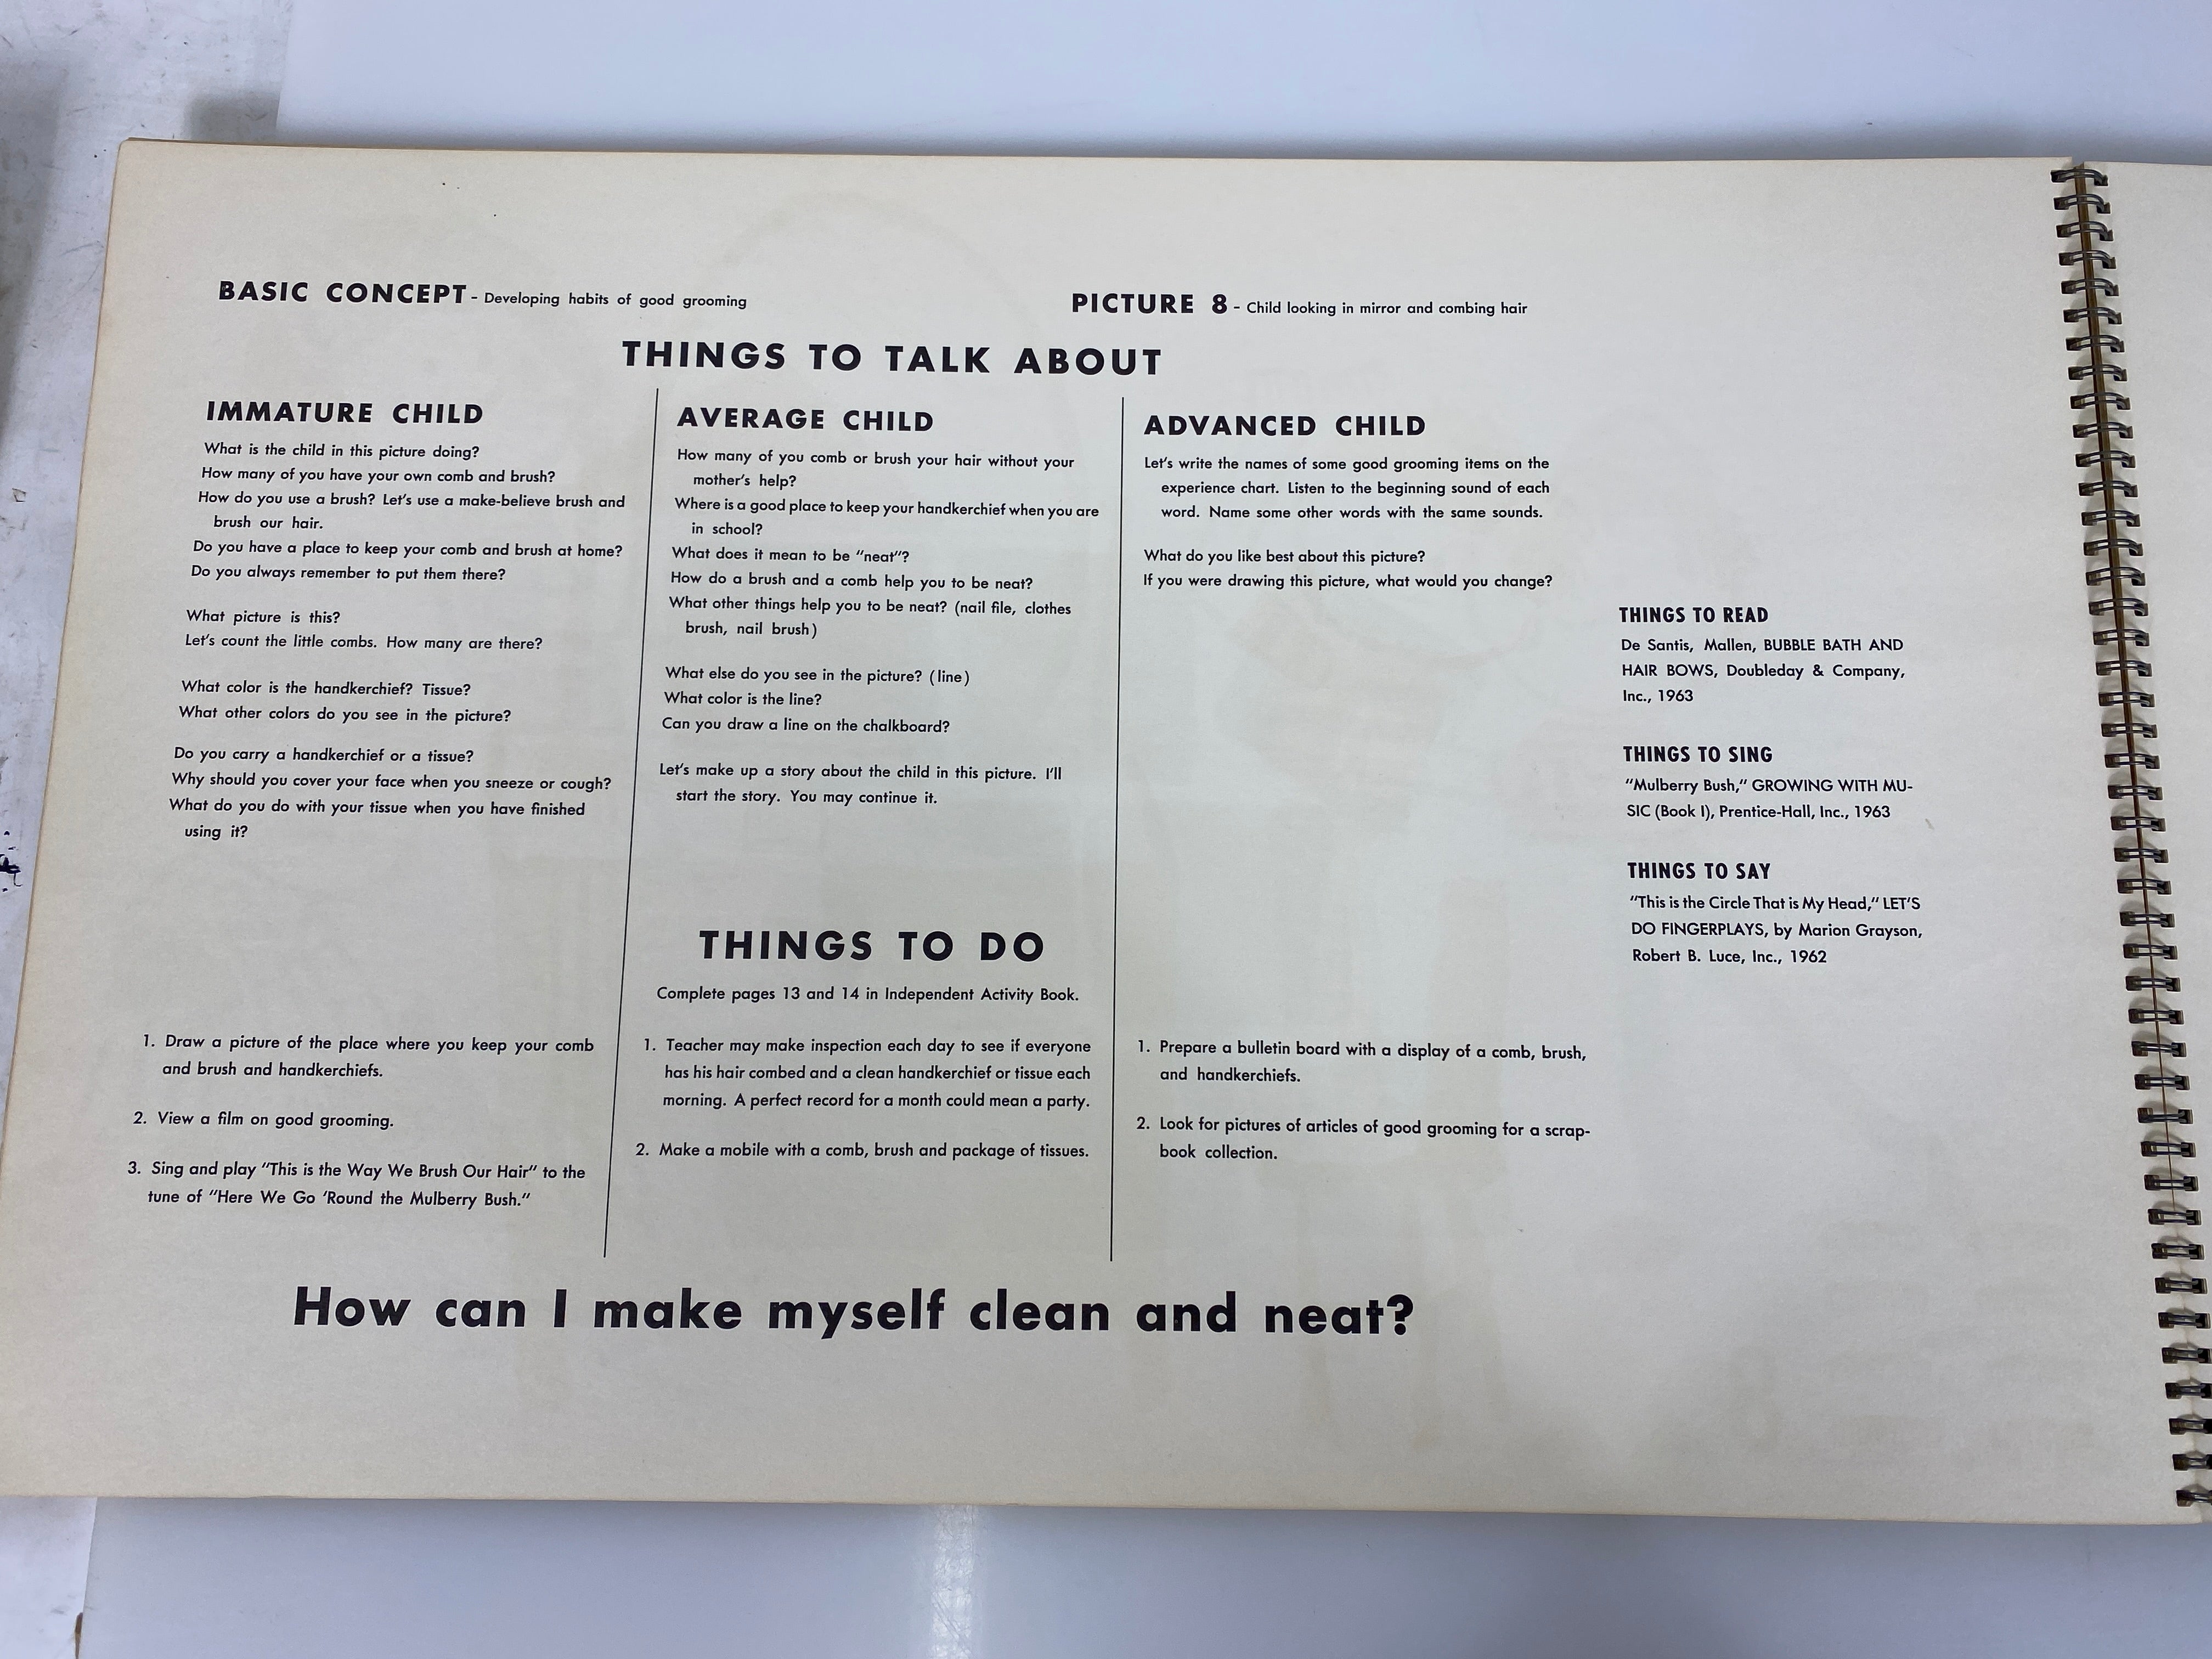 BASIC CONCEPT - Developing habits of good grooming
PICTURE 8 - Child looking in mirror and combing hair
THINGS TO TALK ABOUT
IMMATURE CHILD
What is the child in this picture doing?
How many of you have your own comb and brush?
How do you use a brush? Let's use a make-believe brush and
brush our hair.
Do you have a place to keep your comb and brush at home?
Do you always remember to put them there?
What picture is this?
Let's count the little combs. How many are there?
What color is the handkerchief? Tissue?
What other colors do you see in the picture?
Do you carry a handkerchief or a tissue?
Why should you cover your face when you sneeze or cough?
What do you do with your tissue when you have finished
using it?
AVERAGE CHILD
How many of you comb or brush your hair without your
mother's help?
Where is a good place to keep your handkerchief when you are
in school?
What does it mean to be "neat"?
How do a brush and a comb help you to be neat?
What other things help you to be neat? (nail file, clothes
brush, nail brush)
What else do you see in the picture? (line)
What color is the line?
Can you draw a line on the chalkboard?
Let's make up a story about the child in this picture. I'll
start the story. You may continue it.
ADVANCED CHILD
Let's write the names of some good grooming items on the
experience chart. Listen to the beginning sound of each
word. Name some other words with the same sounds.
What do you like best about this picture?
If you were drawing this picture, what would you change?
THINGS TO DO
Complete pages 13 and 14 in Independent Activity Book.
1. Draw a picture of the place where you keep your comb
and brush and handkerchiefs.
2. View a film on good grooming.
3. Sing and play "This is the Way We Brush Our Hair" to the
tune of "Here We Go 'Round the Mulberry Bush."
1. Teacher may make inspection each day to see if everyone
has his hair combed and a clean handkerchief or tissue each
morning. A perfect record for a month could mean a party.
2. Make a mobile with a comb, brush and package of tissues.
1. Prepare a bulletin board with a display of a comb, brush,
and handkerchiefs.
2. Look for pictures of articles of good grooming for a scrap-
book collection.
THINGS TO READ
De Santis, Mallen, BUBBLE BATH AND
HAIR BOWS, Doubleday & Company,
Inc., 1963
THINGS TO SING
"Mulberry Bush," GROWING WITH MU-
SIC (Book I), Prentice-Hall, Inc., 1963
THINGS TO SAY
"This is the Circle That is My Head," LET'S
DO FINGERPLAYS, by Marion Grayson,
Robert B. Luce, Inc., 1962
How can I make myself clean and neat?